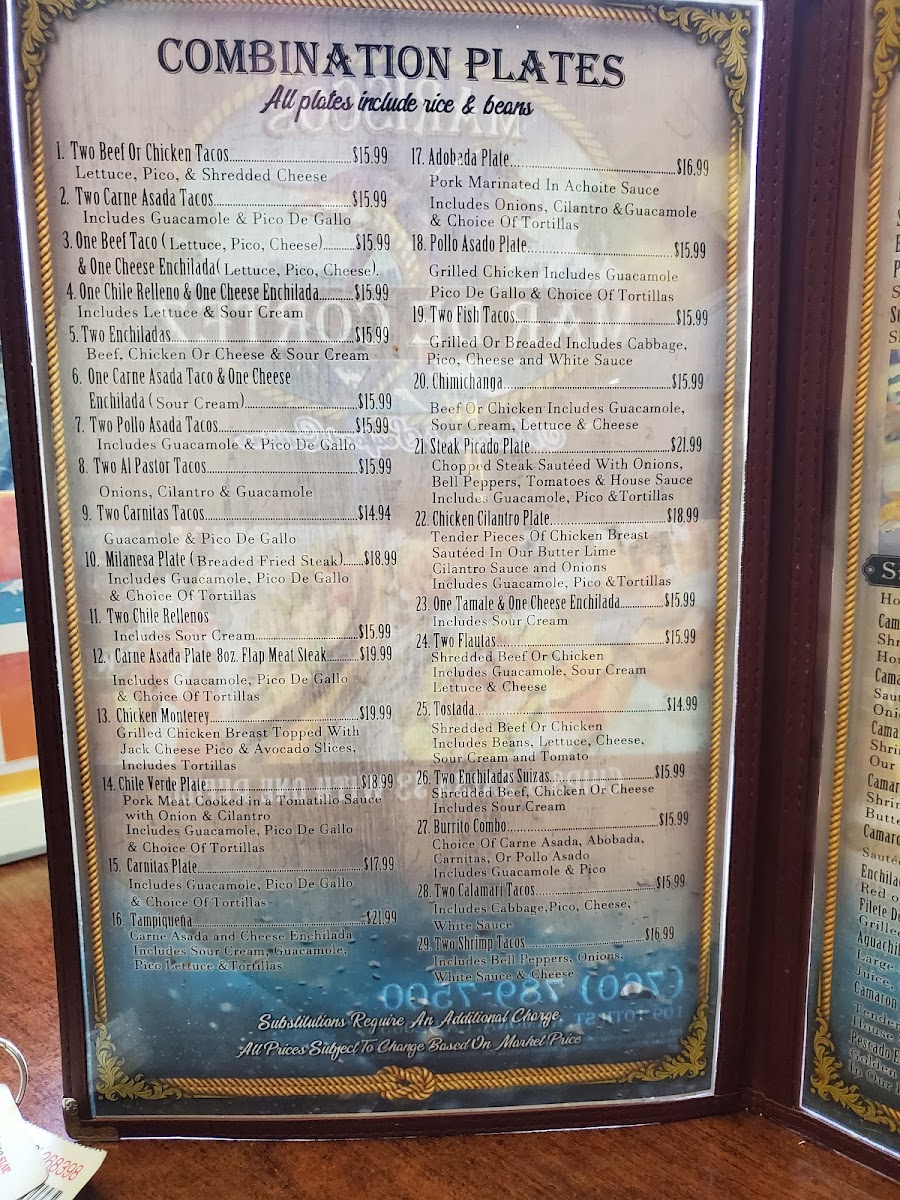 COMBINATION PLATES
All plates include rice & beans
1. Two Beef Or Chicken Tacos....$15.99
Lettuce, Pico, & Shredded Cheese
2. Two Carne Asada Tacos....$15.99
Includes Guacamole & Pico De Gallo
3. One Beef Taco ( Lettuce, Pico, Cheese)....$15.99
& One Cheese Enchilada( Lettuce, Pico, Cheese).
4. One Chile Relleno & One Cheese Enchilada....$15.99
Includes Lettuce & Sour Cream
5. Two Enchiladas....$15.99
Beef, Chicken Or Cheese & Sour Cream
6. One Carne Asada Taco & One Cheese
Enchilada ( Sour Cream)....$15.99
7. Two Pollo Asada Tacos....$15.99
Includes Guacamole & Pico De Gallo
8. Two Al Pastor Tacos....$15.99
Onions, Cilantro & Guacamole
9. Two Carnitas Tacos....$14.94
Guacamole & Pico De Gallo
10. Milanesa Plate ( Breaded Fried Steak)....$18.99
Includes Guacamole, Pico De Gallo
& Choice Of Tortillas
11. Two Chile Rellenos
Includes Sour Cream....$15.99
12. Carne Asada Plate 8oz. Flap Meat Steak....$19.99
Includes Guacamole, Pico De Gallo
& Choice Of Tortillas
13. Chicken Monterey....$19.99
Grilled Chicken Breast Topped With
Jack Cheese Pico & Avocado Slices,
Includes Tortillas
14. Chile Verde Plate....$18.99
Pork Meat Cooked in a Tomatillo Sauce
with Onion & Cilantro
Includes Guacamole, Pico De Gallo
& Choice Of Tortillas
15. Carnitas Plate....$17.99
Includes Guacamole, Pico De Gallo
& Choice Of Tortillas
16. Tampiqueña....$21.99
Carne Asada and Cheese Enchilada
Includes Sour Cream, Guacamole,
Pico Lettuce &Tortillas
17. Adobada Plate....$16.99
Pork Marinated In Achoite Sauce
Includes Onions, Cilantro &Guacamole
& Choice Of Tortillas
18. Pollo Asado Plate....$15.99
Grilled Chicken Includes Guacamole
Pico De Gallo & Choice Of Tortillas
19. Two Fish Tacos....$15.99
Grilled Or Breaded Includes Cabbage,
Pico, Cheese and White Sauce
20. Chimichanga....$15.99
Beef Or Chicken Includes Guacamole,
Sour Cream, Lettuce & Cheese
21. Steak Picado Plate....$21.99
Chopped Steak Sautéed With Onions,
Bell Peppers, Tomatoes & House Sauce
Includes Guacamole, Pico &Tortillas
22. Chicken Cilantro Plate....$18.99
Tender Pieces Of Chicken Breast
Sautéed In Our Butter Lime
Cilantro Sauce and Onions
Includes Guacamole, Pico &Tortillas
23. One Tamale & One Cheese Enchilada....$15.99
Includes Sour Cream
24. Two Flautas....$15.99
Shredded Beef Or Chicken
Includes Guacamole, Sour Cream
Lettuce & Cheese
25. Tostada....$14.99
Shredded Beef Or Chicken
Includes Beans, Lettuce, Cheese,
Sour Cream and Tomato
26. Two Enchiladas Suizas....$15.99
Shredded Beef, Chicken Or Cheese
Includes Sour Cream
27. Burrito Combo....$15.99
Choice Of Carne Asada, Abobada,
Carnitas, Or Pollo Asado
Includes Guacamole & Pico
28. Two Calamari Tacos....$15.99
Includes Cabbage,Pico, Cheese,
White Sauce
29. Two Shrimp Tacos....$16.99
Includes Bell Peppers, Onions,
White Sauce & Cheese
Substitutions Require An Additional Charge
All Prices Subject To Change Based On Market Price
(760) 789-7500